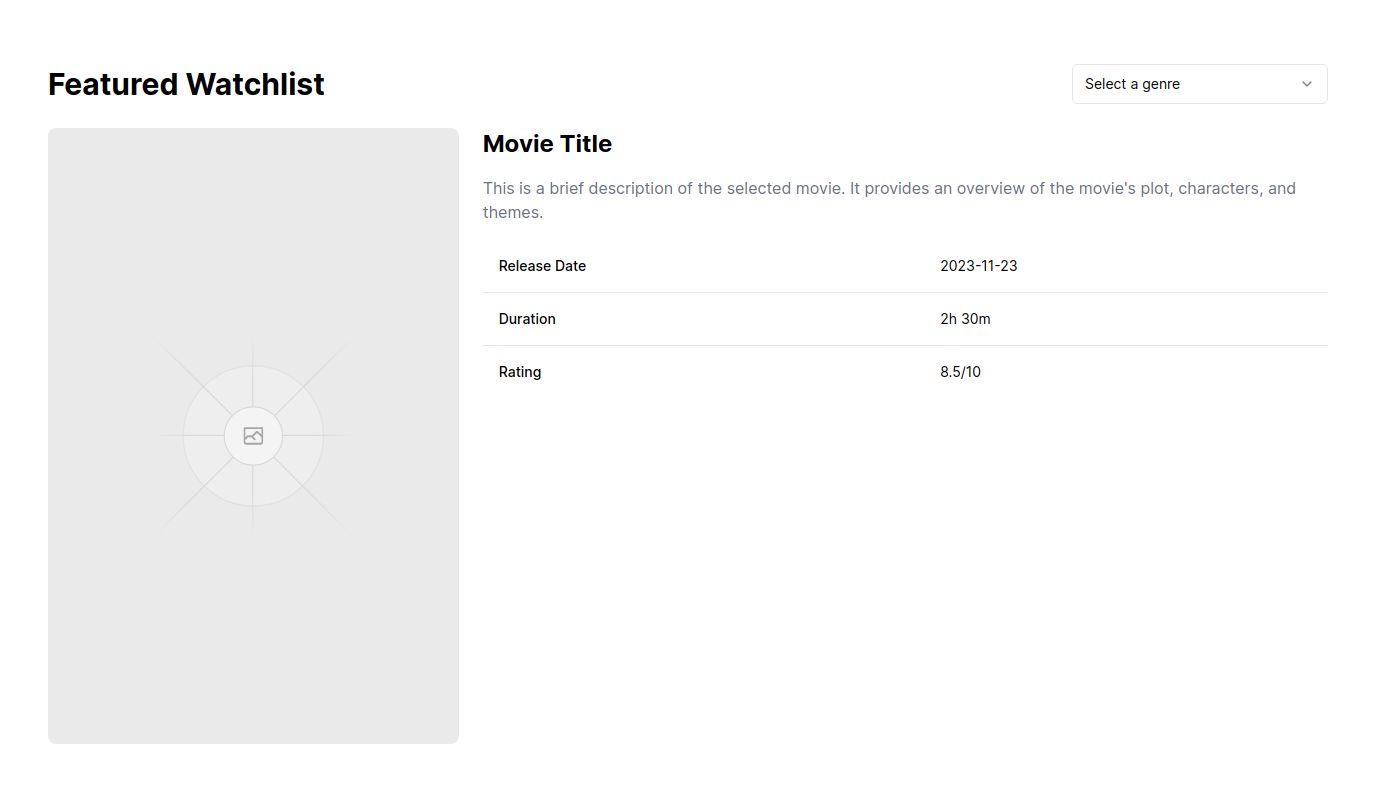 Featured Watchlist
Select a genre
Movie Title
This is a brief description of the selected movie. It provides an overview of the movie's plot, characters, and
themes.
Release Date 2023-11-23
Duration 2h 30m
Rating 8.5/10